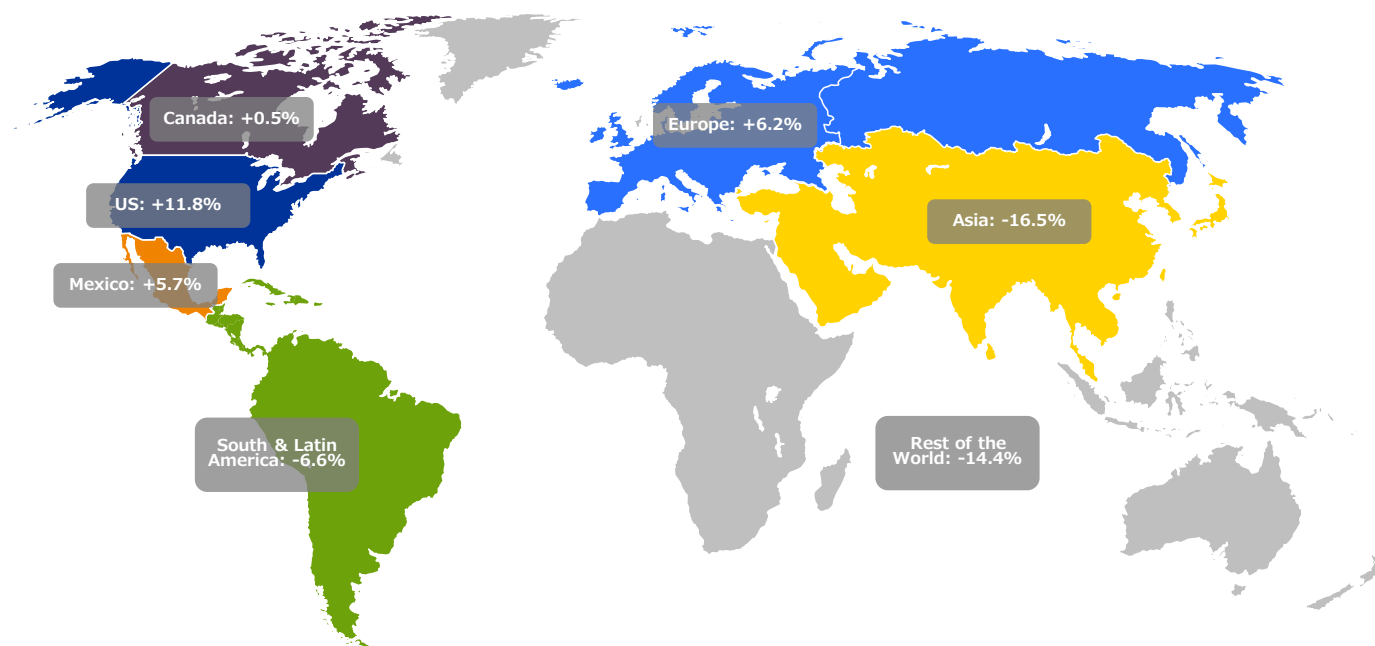 Canada: +0.5%
Europe: +6.2%
US: +11.8%
Asia: -16.5%
Mexico: +5.7%
South & Latin
America: -6.6%
Rest of the
World: -14.4%